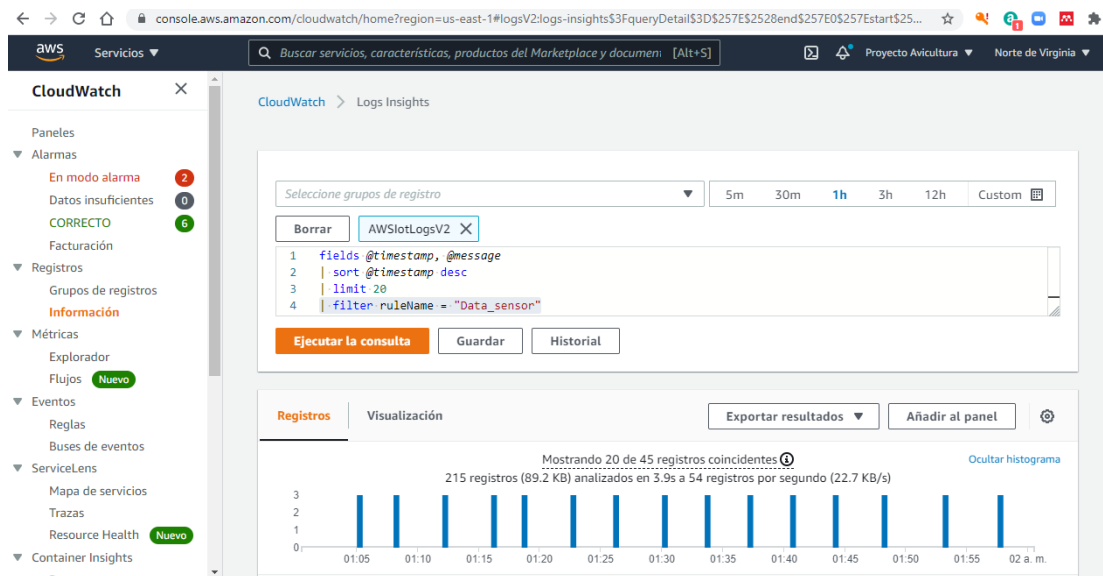 console.aws.amazon.com/cloudwatch/home?region=us-east-1#logsV2:logs-insights$3FqueryDetail$3D$257E$2528end$257E0$257Estart$25...
aws
Servicios
Buscar servicios, características, productos del Marketplace y documen [Alt+S]
Proyecto Avicultura
Norte de Virginia
CloudWatch
CloudWatch > Logs Insights
Paneles
Alarmas
En modo alarma 2
Datos insuficientes 0
CORRECTO 6
Facturación
Registros
Grupos de registros
Información
Métricas
Explorador
Flujos Nuevo
Eventos
Reglas
Buses de eventos
ServiceLens
Mapa de servicios
Trazas
Resource Health Nuevo
Container Insights
Seleccione grupos de registro
5m 30m 1h 3h 12h Custom
Borrar
AWSIotLogsV2
1 fields @timestamp, @message
2 | sort @timestamp desc
3 | limit 20
4 | filter ruleName = "Data_sensor"
Ejecutar la consulta
Guardar
Historial
Registros
Visualización
Exportar resultados
Añadir al panel
Mostrando 20 de 45 registros coincidentes
Ocultar histograma
215 registros (89.2 KB) analizados en 3.9s a 54 registros por segundo (22.7 KB/s)
3
2
1
0
01:05 01:10 01:15 01:20 01:25 01:30 01:35 01:40 01:45 01:50 01:55 02 a. m.